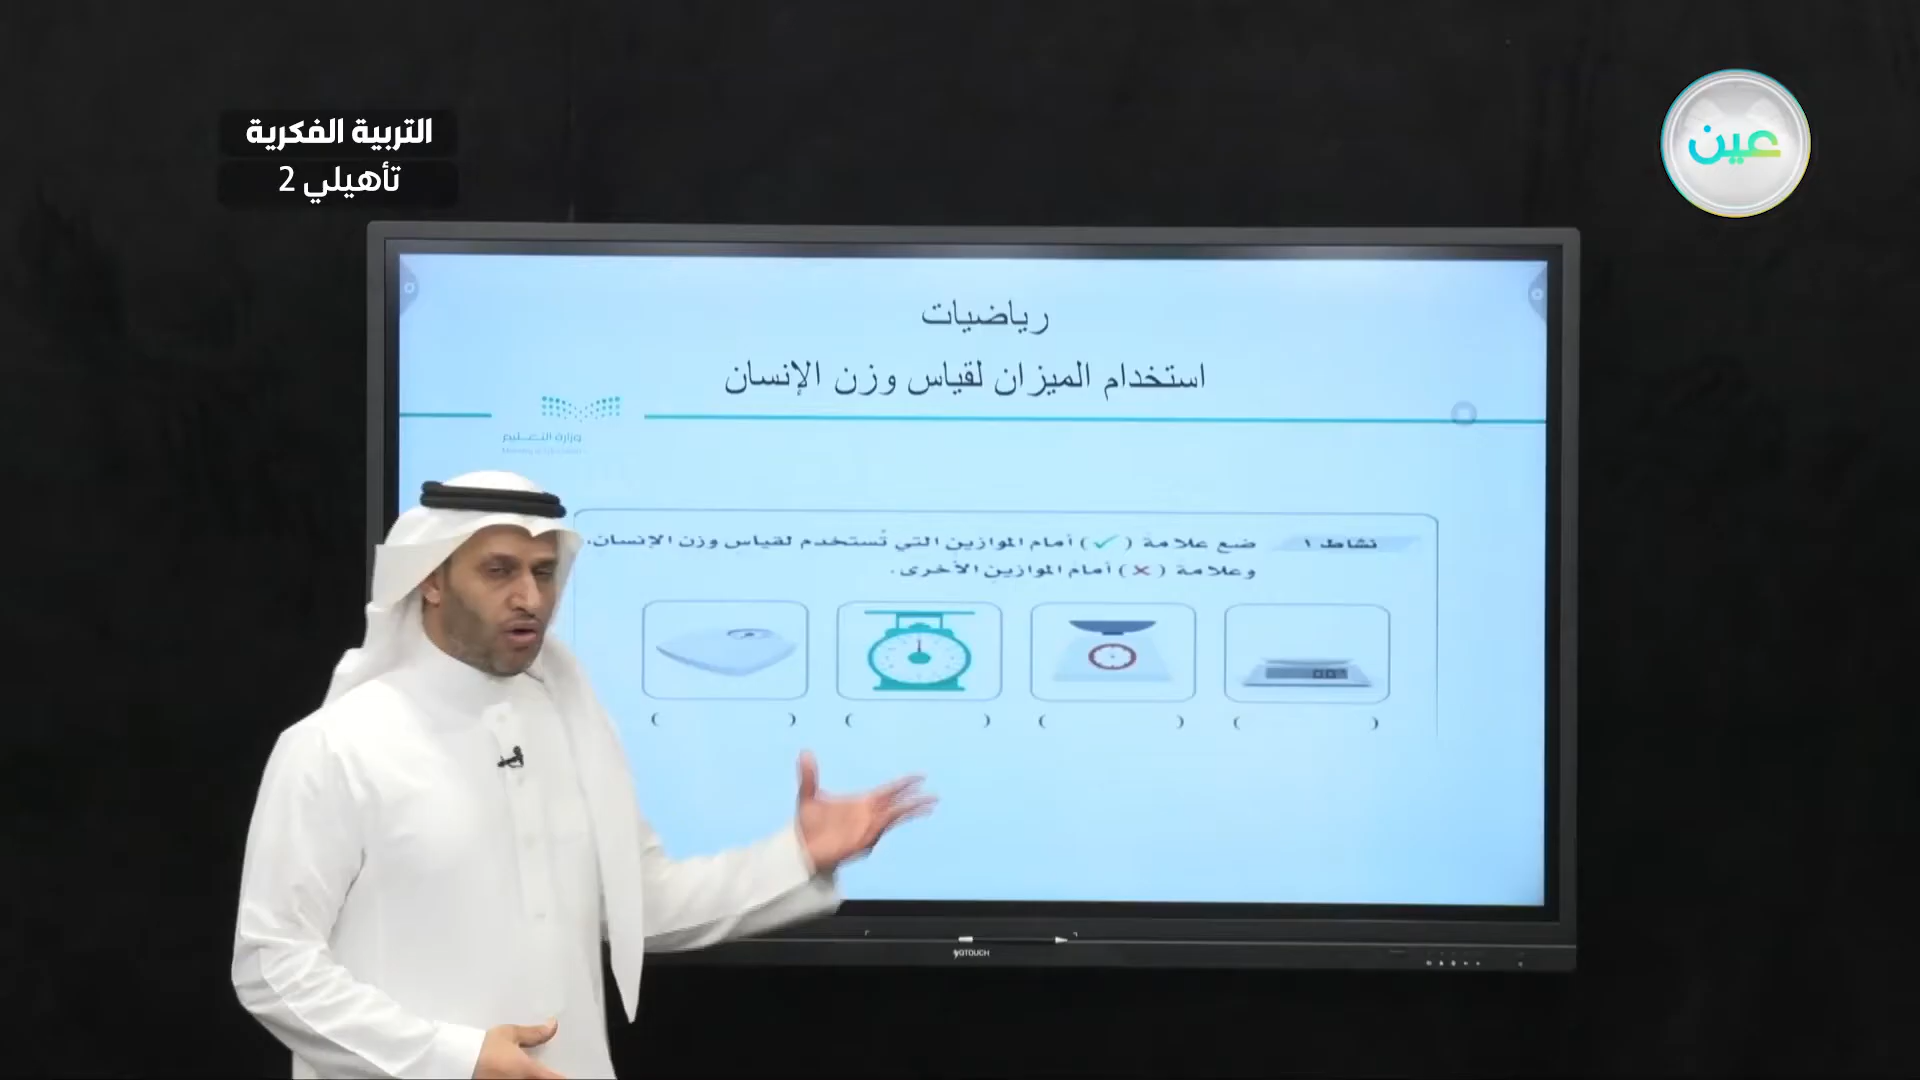 التربية الفكرية
تأهيلي 2
عين
رياضيات
استخدام الميزان لقياس وزن الإنسان
وزارة التعليم
نشاط ١ ضع علامة (✓) أمام الموازين التي تُستخدم لقياس وزن الإنسان،
وعلامة (✗) أمام الموازين الأخرى.
( ) ( ) ( ) ( )
YOTOUCH